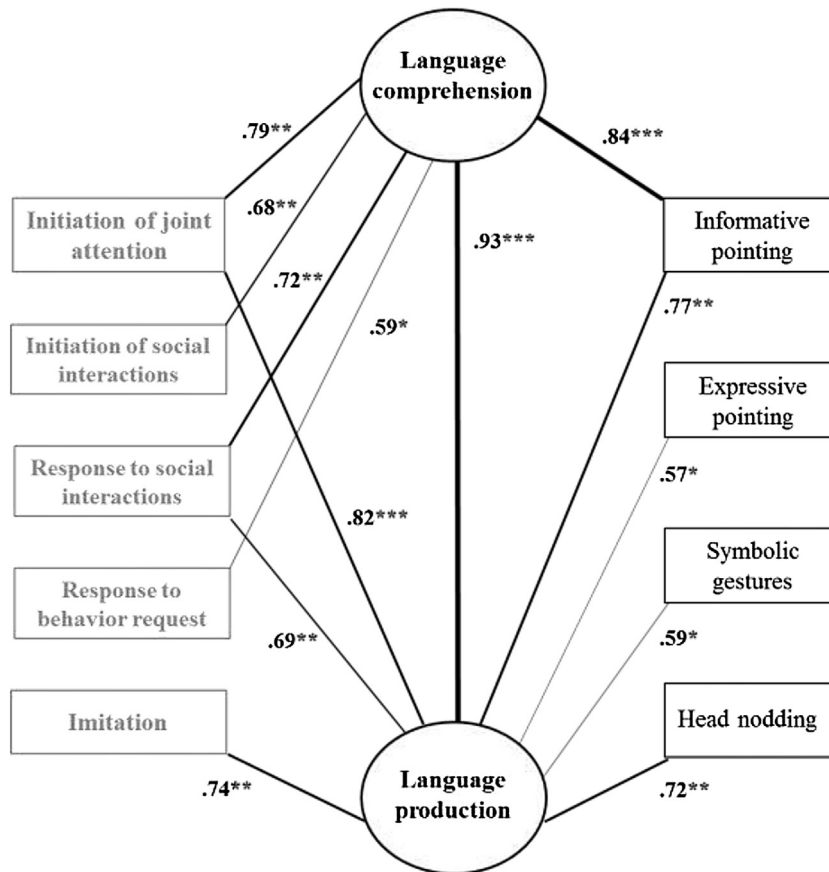 Language
comprehension
.79**
.84***
.68**
Initiation of joint
attention
Informative
pointing
.93***
.72**
.77**
.59*
Initiation of social
interactions
Expressive
pointing
Response to social
interactions
.57*
.82***
Symbolic
gestures
Response to
behavior request
.69**
.59*
Imitation
Head nodding
Language
production
.74**
.72**